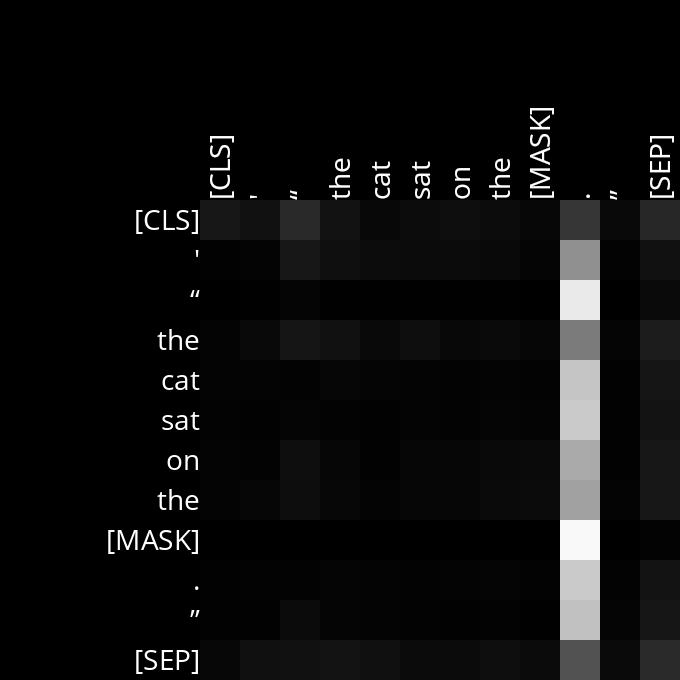 [CLS] ' “ the cat sat on the [MASK] . ” [SEP]
[CLS]
'
“
the
cat
sat
on
the
[MASK]
.
”
[SEP]